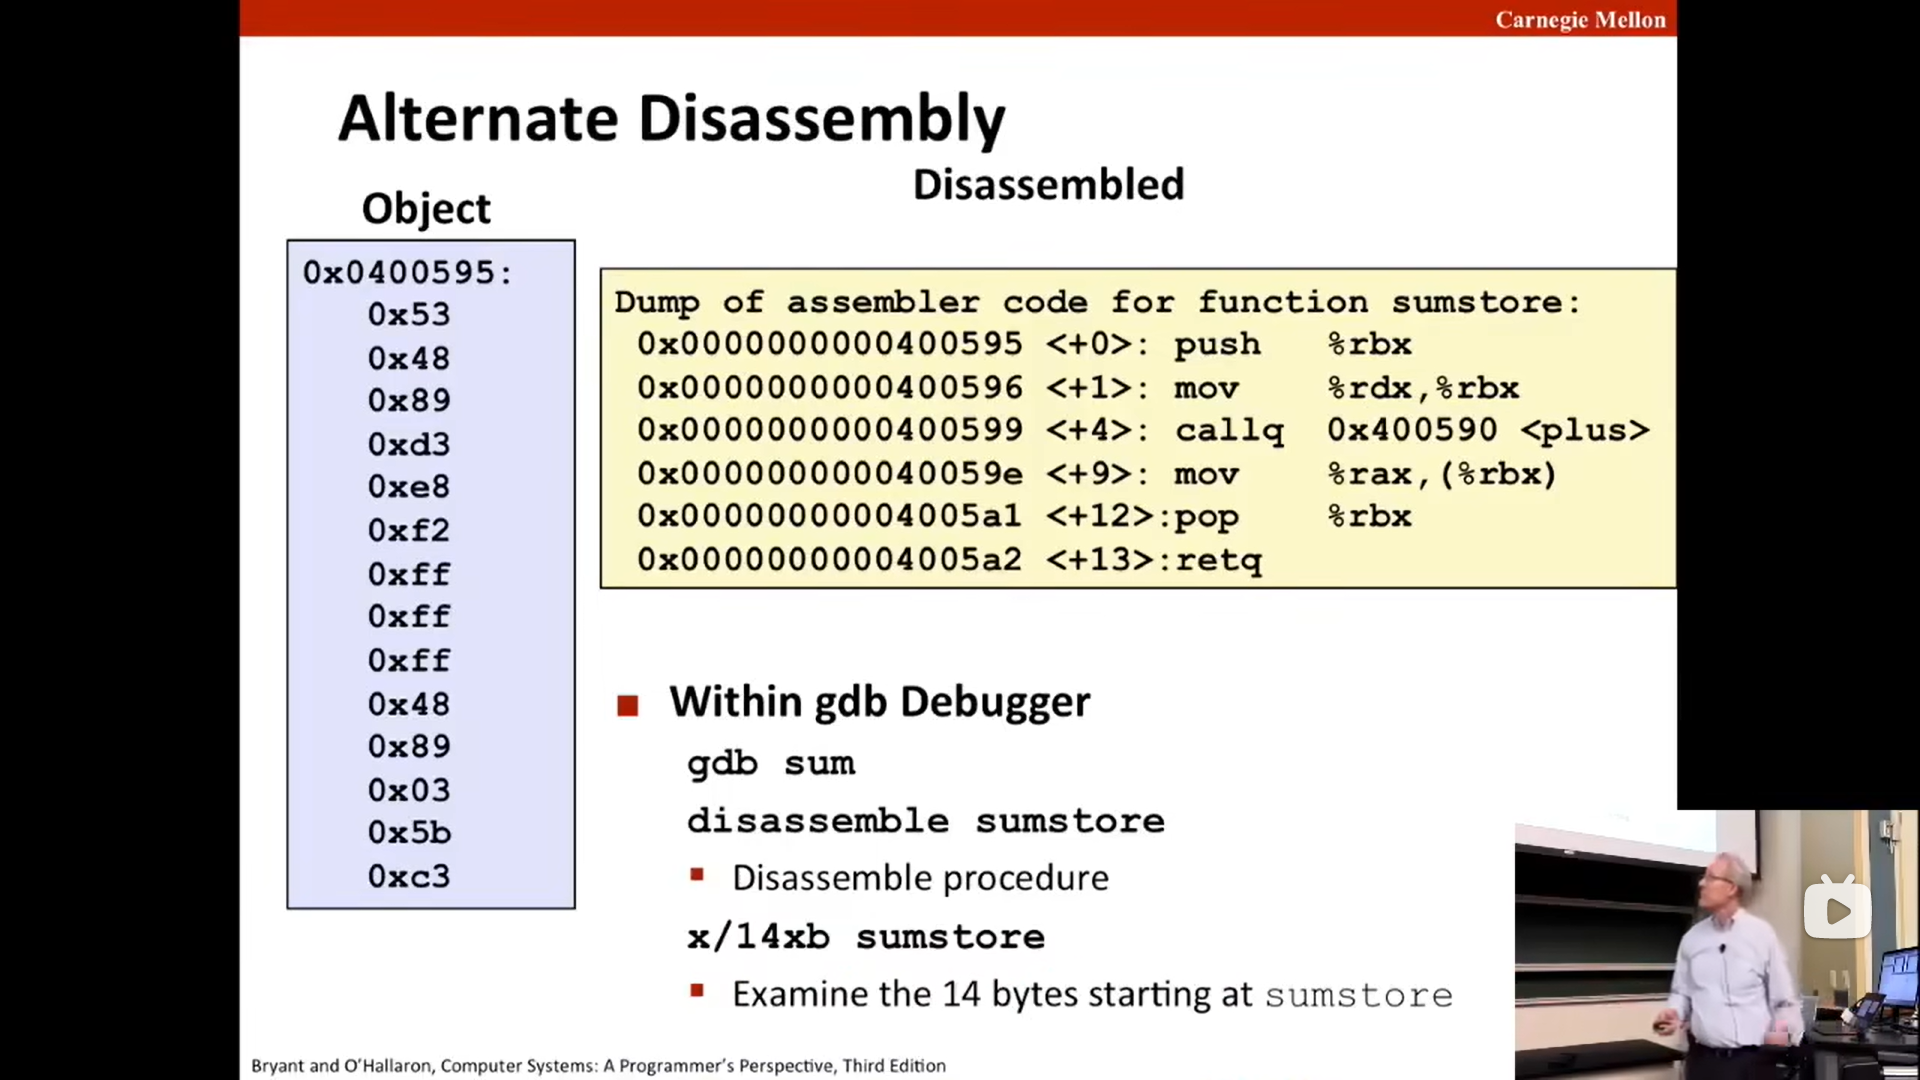 Carnegie Mellon
Alternate Disassembly
Object
0x0400595:
0x53
0x48
0x89
0xd3
0xe8
0xf2
0xff
0xff
0xff
0x48
0x89
0x03
0x5b
0xc3
Disassembled
Dump of assembler code for function sumstore:
0x0000000000400595 <+0>: push %rbx
0x0000000000400596 <+1>: mov %rdx,%rbx
0x0000000000400599 <+4>: callq 0x400590 <plus>
0x000000000040059e <+9>: mov %rax,(%rbx)
0x00000000004005a1 <+12>:pop %rbx
0x00000000004005a2 <+13>:retq
Within gdb Debugger
gdb sum
disassemble sumstore
Disassemble procedure
x/14xb sumstore
Examine the 14 bytes starting at sumstore
Bryant and O'Hallaron, Computer Systems: A Programmer's Perspective, Third Edition